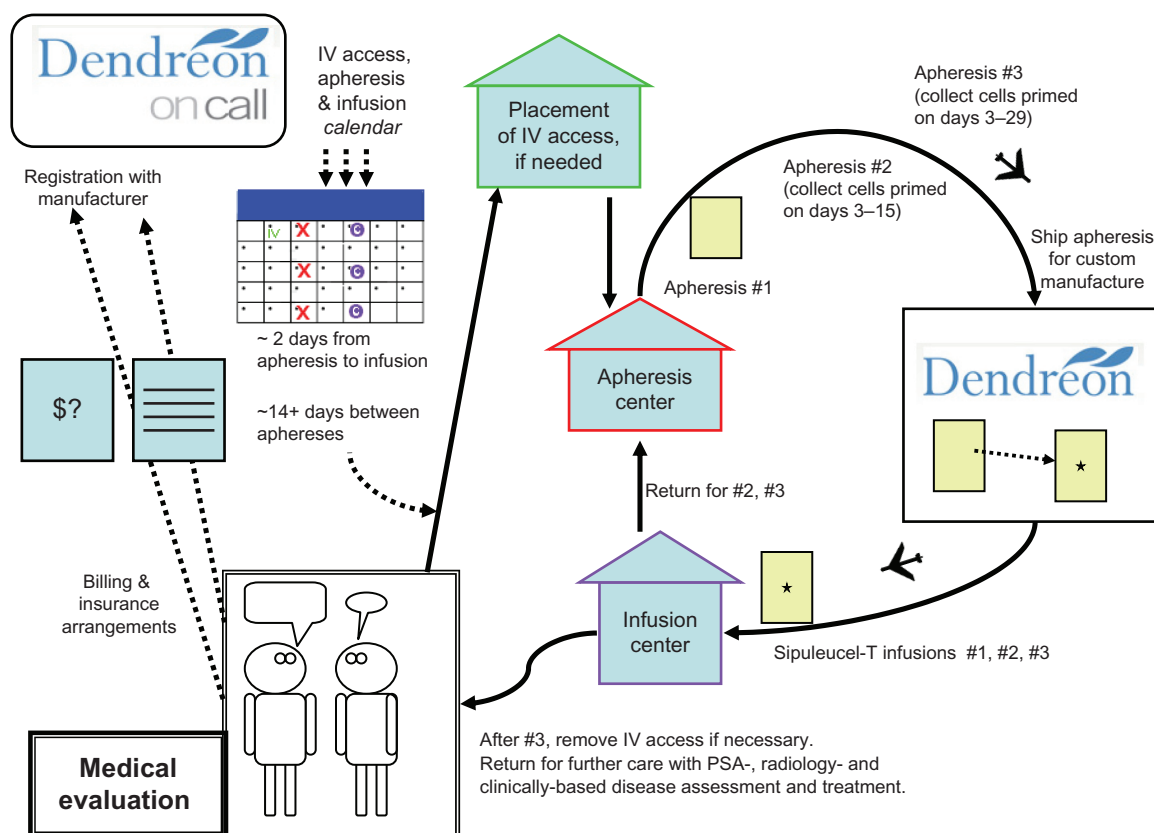 Dendreon
on call
IV access,
apheresis
& infusion
calendar
Registration with
manufacturer
IV
X
C
X
C
X
C
~ 2 days from
apheresis to infusion
~14+ days between
aphereses
$?
Billing &
insurance
arrangements
Medical
evaluation
Placement
of IV access,
if needed
Apheresis #1
Apheresis #2
(collect cells primed
on days 3–15)
Apheresis #3
(collect cells primed
on days 3–29)
Ship apheresis
for custom
manufacture
Dendreon
Apheresis
center
Return for #2, #3
Infusion
center
Sipuleucel-T infusions #1, #2, #3
After #3, remove IV access if necessary.
Return for further care with PSA-, radiology- and
clinically-based disease assessment and treatment.